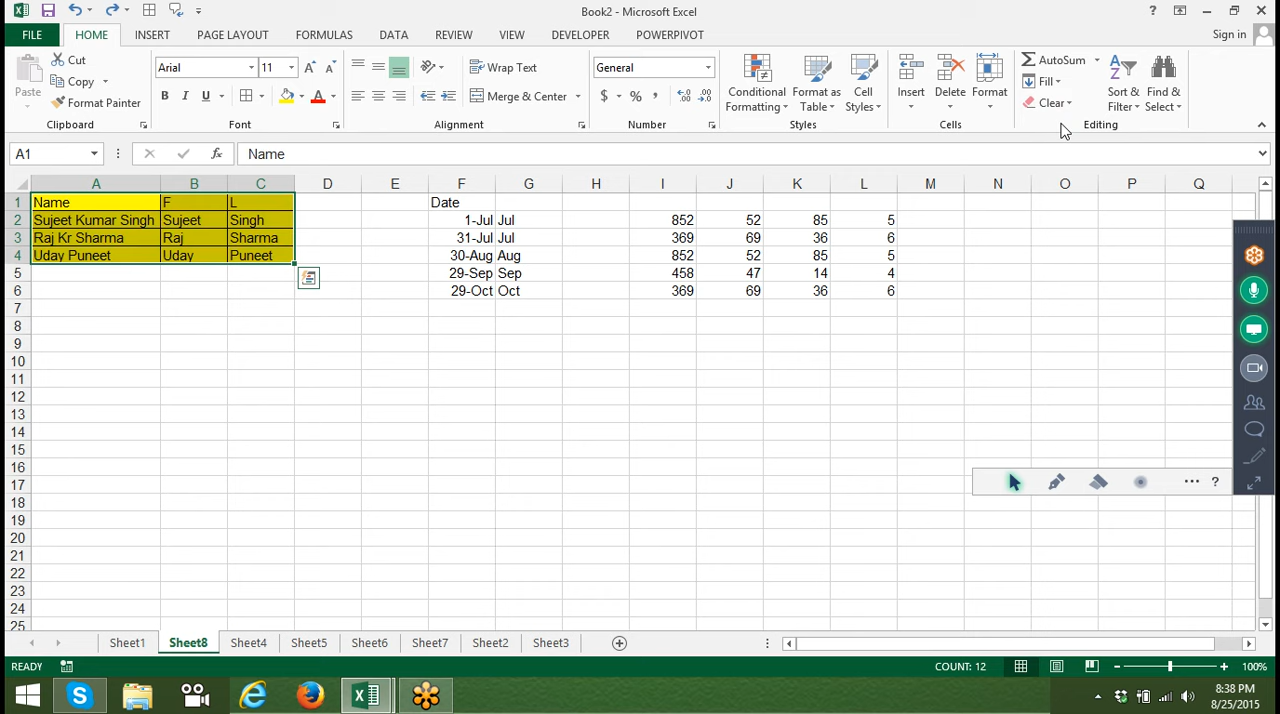 Book2 - Microsoft Excel
?
FILE HOME INSERT PAGE LAYOUT FORMULAS DATA REVIEW VIEW DEVELOPER POWERPIVOT Sign in
Paste Cut Copy Format Painter Clipboard
Arial 11 A A B I U A Font
Wrap Text Merge & Center Alignment
General $ % , Number
Conditional Formatting Format as Table Cell Styles Styles
Insert Delete Format Cells
AutoSum Fill Clear Sort & Filter Find & Select Editing
A1 fx Name
A B C D E F G H I J K L M N O P Q
1 Name F L Date
2 Sujeet Kumar Singh Sujeet Singh 1-Jul Jul 852 52 85 5
3 Raj Kr Sharma Raj Sharma 31-Jul Jul 369 69 36 6
4 Uday Puneet Uday Puneet 30-Aug Aug 852 52 85 5
5 29-Sep Sep 458 47 14 4
6 29-Oct Oct 369 69 36 6
7
8
9
10
11
12
13
14
15
16
17
18
19
20
21
22
23
24
25
... ?
Sheet1 Sheet8 Sheet4 Sheet5 Sheet6 Sheet7 Sheet2 Sheet3
READY COUNT: 12 100%
8:38 PM
8/25/2015